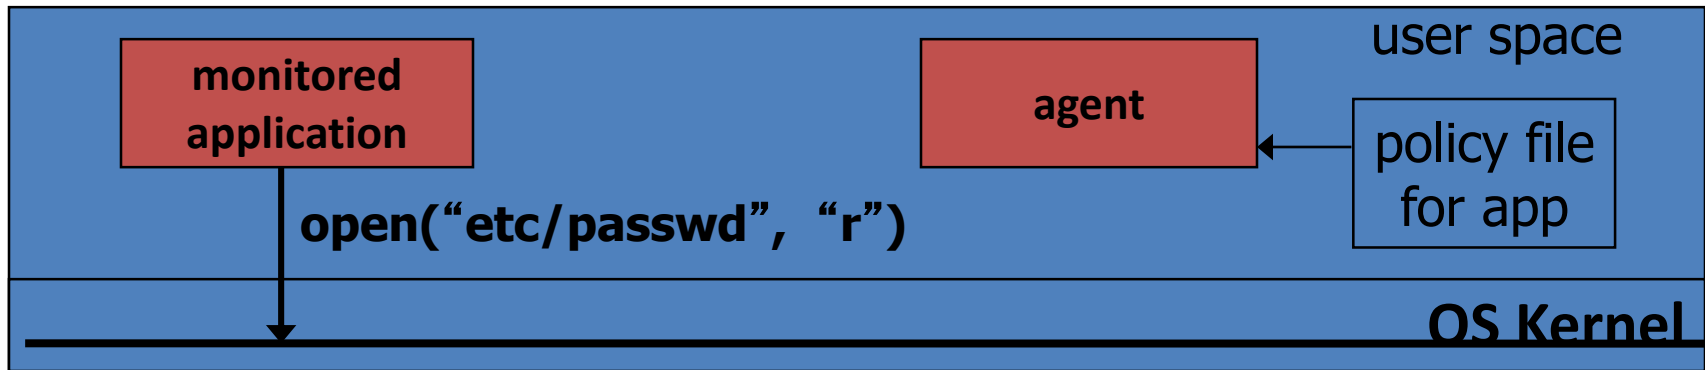 user space
monitored
application
agent
policy file
for app
open(“etc/passwd”, “r”)
OS Kernel